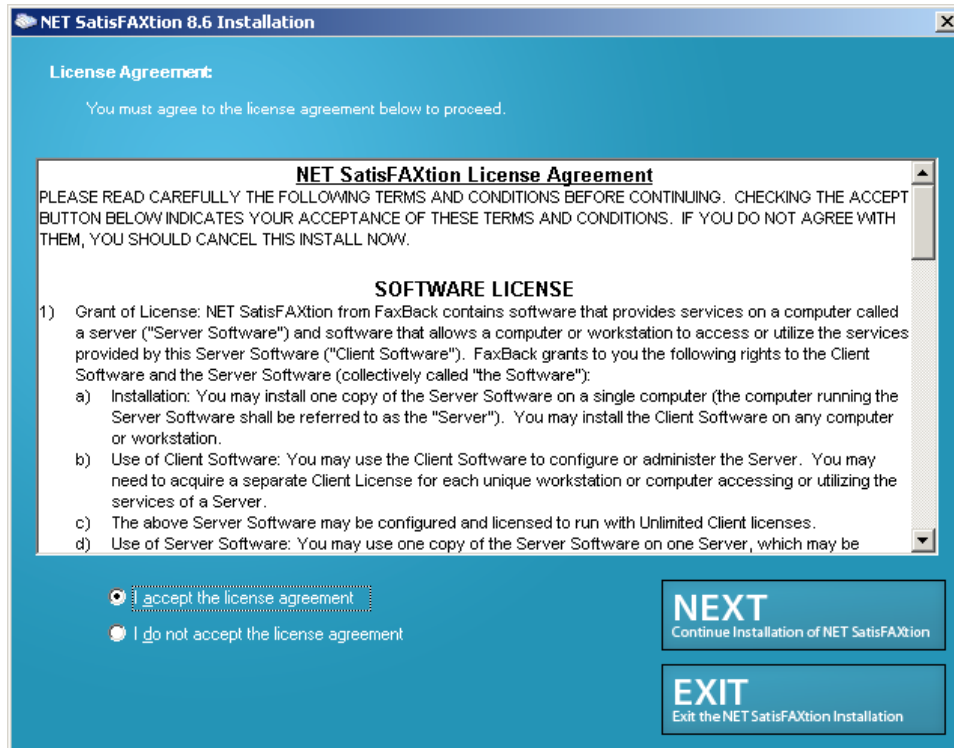 NET SatisFAXtion 8.6 Installation
License Agreement:
You must agree to the license agreement below to proceed.
NET SatisFAXtion License Agreement
PLEASE READ CAREFULLY THE FOLLOWING TERMS AND CONDITIONS BEFORE CONTINUING. CHECKING THE ACCEPT
BUTTON BELOW INDICATES YOUR ACCEPTANCE OF THESE TERMS AND CONDITIONS. IF YOU DO NOT AGREE WITH
THEM, YOU SHOULD CANCEL THIS INSTALL NOW.
SOFTWARE LICENSE
1) Grant of License: NET SatisFAXtion from FaxBack contains software that provides services on a computer called
a server ("Server Software") and software that allows a computer or workstation to access or utilize the services
provided by this Server Software ("Client Software"). FaxBack grants to you the following rights to the Client
Software and the Server Software (collectively called "the Software"):
a) Installation: You may install one copy of the Server Software on a single computer (the computer running the
Server Software shall be referred to as the "Server"). You may install the Client Software on any computer
or workstation.
b) Use of Client Software: You may use the Client Software to configure or administer the Server. You may
need to acquire a separate Client License for each unique workstation or computer accessing or utilizing the
services of a Server.
c) The above Server Software may be configured and licensed to run with Unlimited Client licenses.
d) Use of Server Software: You may use one copy of the Server Software on one Server, which may be
I accept the license agreement
I do not accept the license agreement
NEXT
Continue Installation of NET SatisFAXtion
EXIT
Exit the NET SatisFAXtion Installation